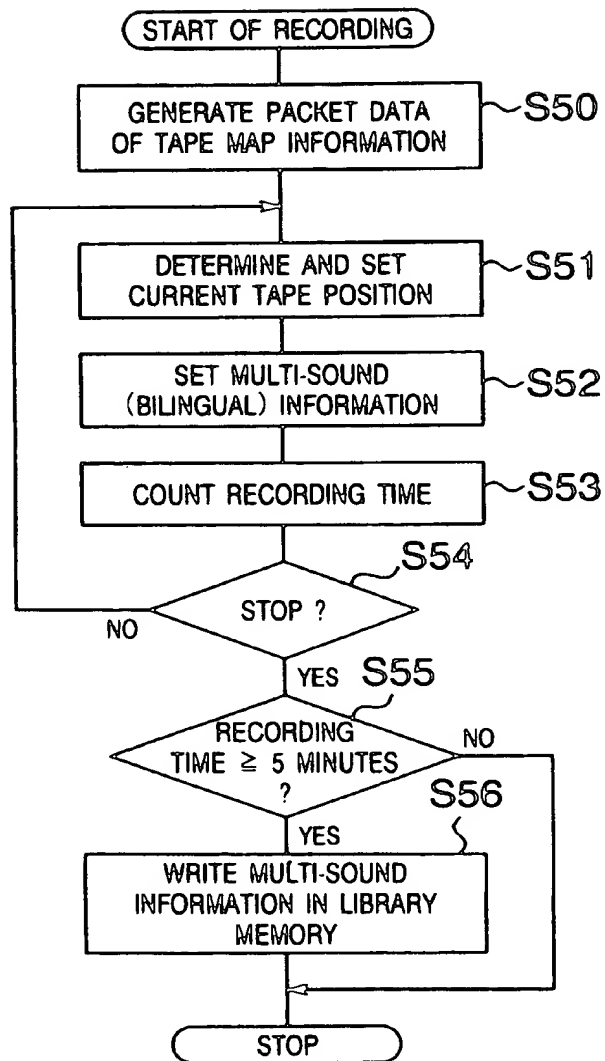 START OF RECORDING
GENERATE PACKET DATA
OF TAPE MAP INFORMATION
S50
DETERMINE AND SET
CURRENT TAPE POSITION
S51
SET MULTI-SOUND
(BILINGUAL) INFORMATION
S52
COUNT RECORDING TIME
S53
S54
STOP ?
NO
YES
S55
RECORDING
TIME ≧ 5 MINUTES
?
NO
YES
S56
WRITE MULTI-SOUND
INFORMATION IN LIBRARY
MEMORY
STOP